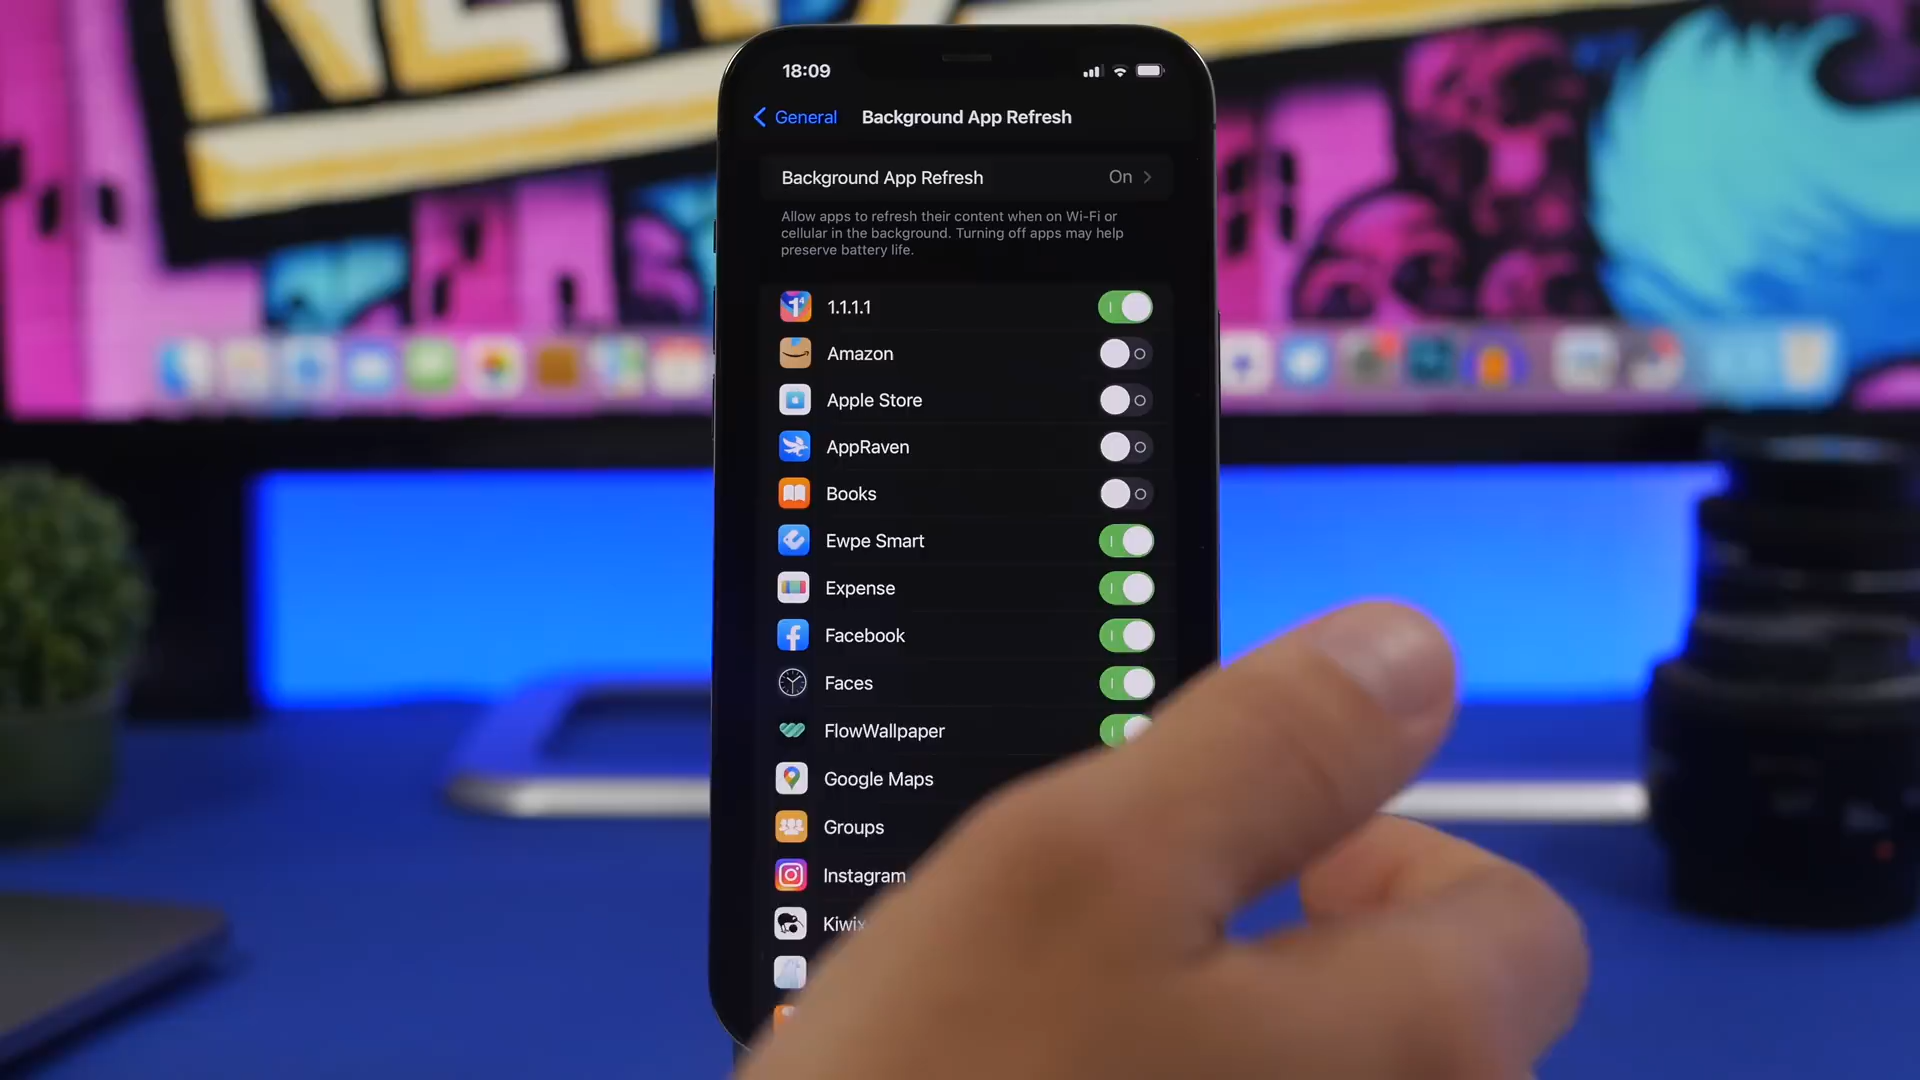 18:09
General
Background App Refresh
Background App Refresh
On
Allow apps to refresh their content when on Wi-Fi or
cellular in the background. Turning off apps may help
preserve battery life.
1.1.1.1
Amazon
Apple Store
AppRaven
Books
Ewpe Smart
Expense
Facebook
Faces
FlowWallpaper
Google Maps
Groups
Instagram